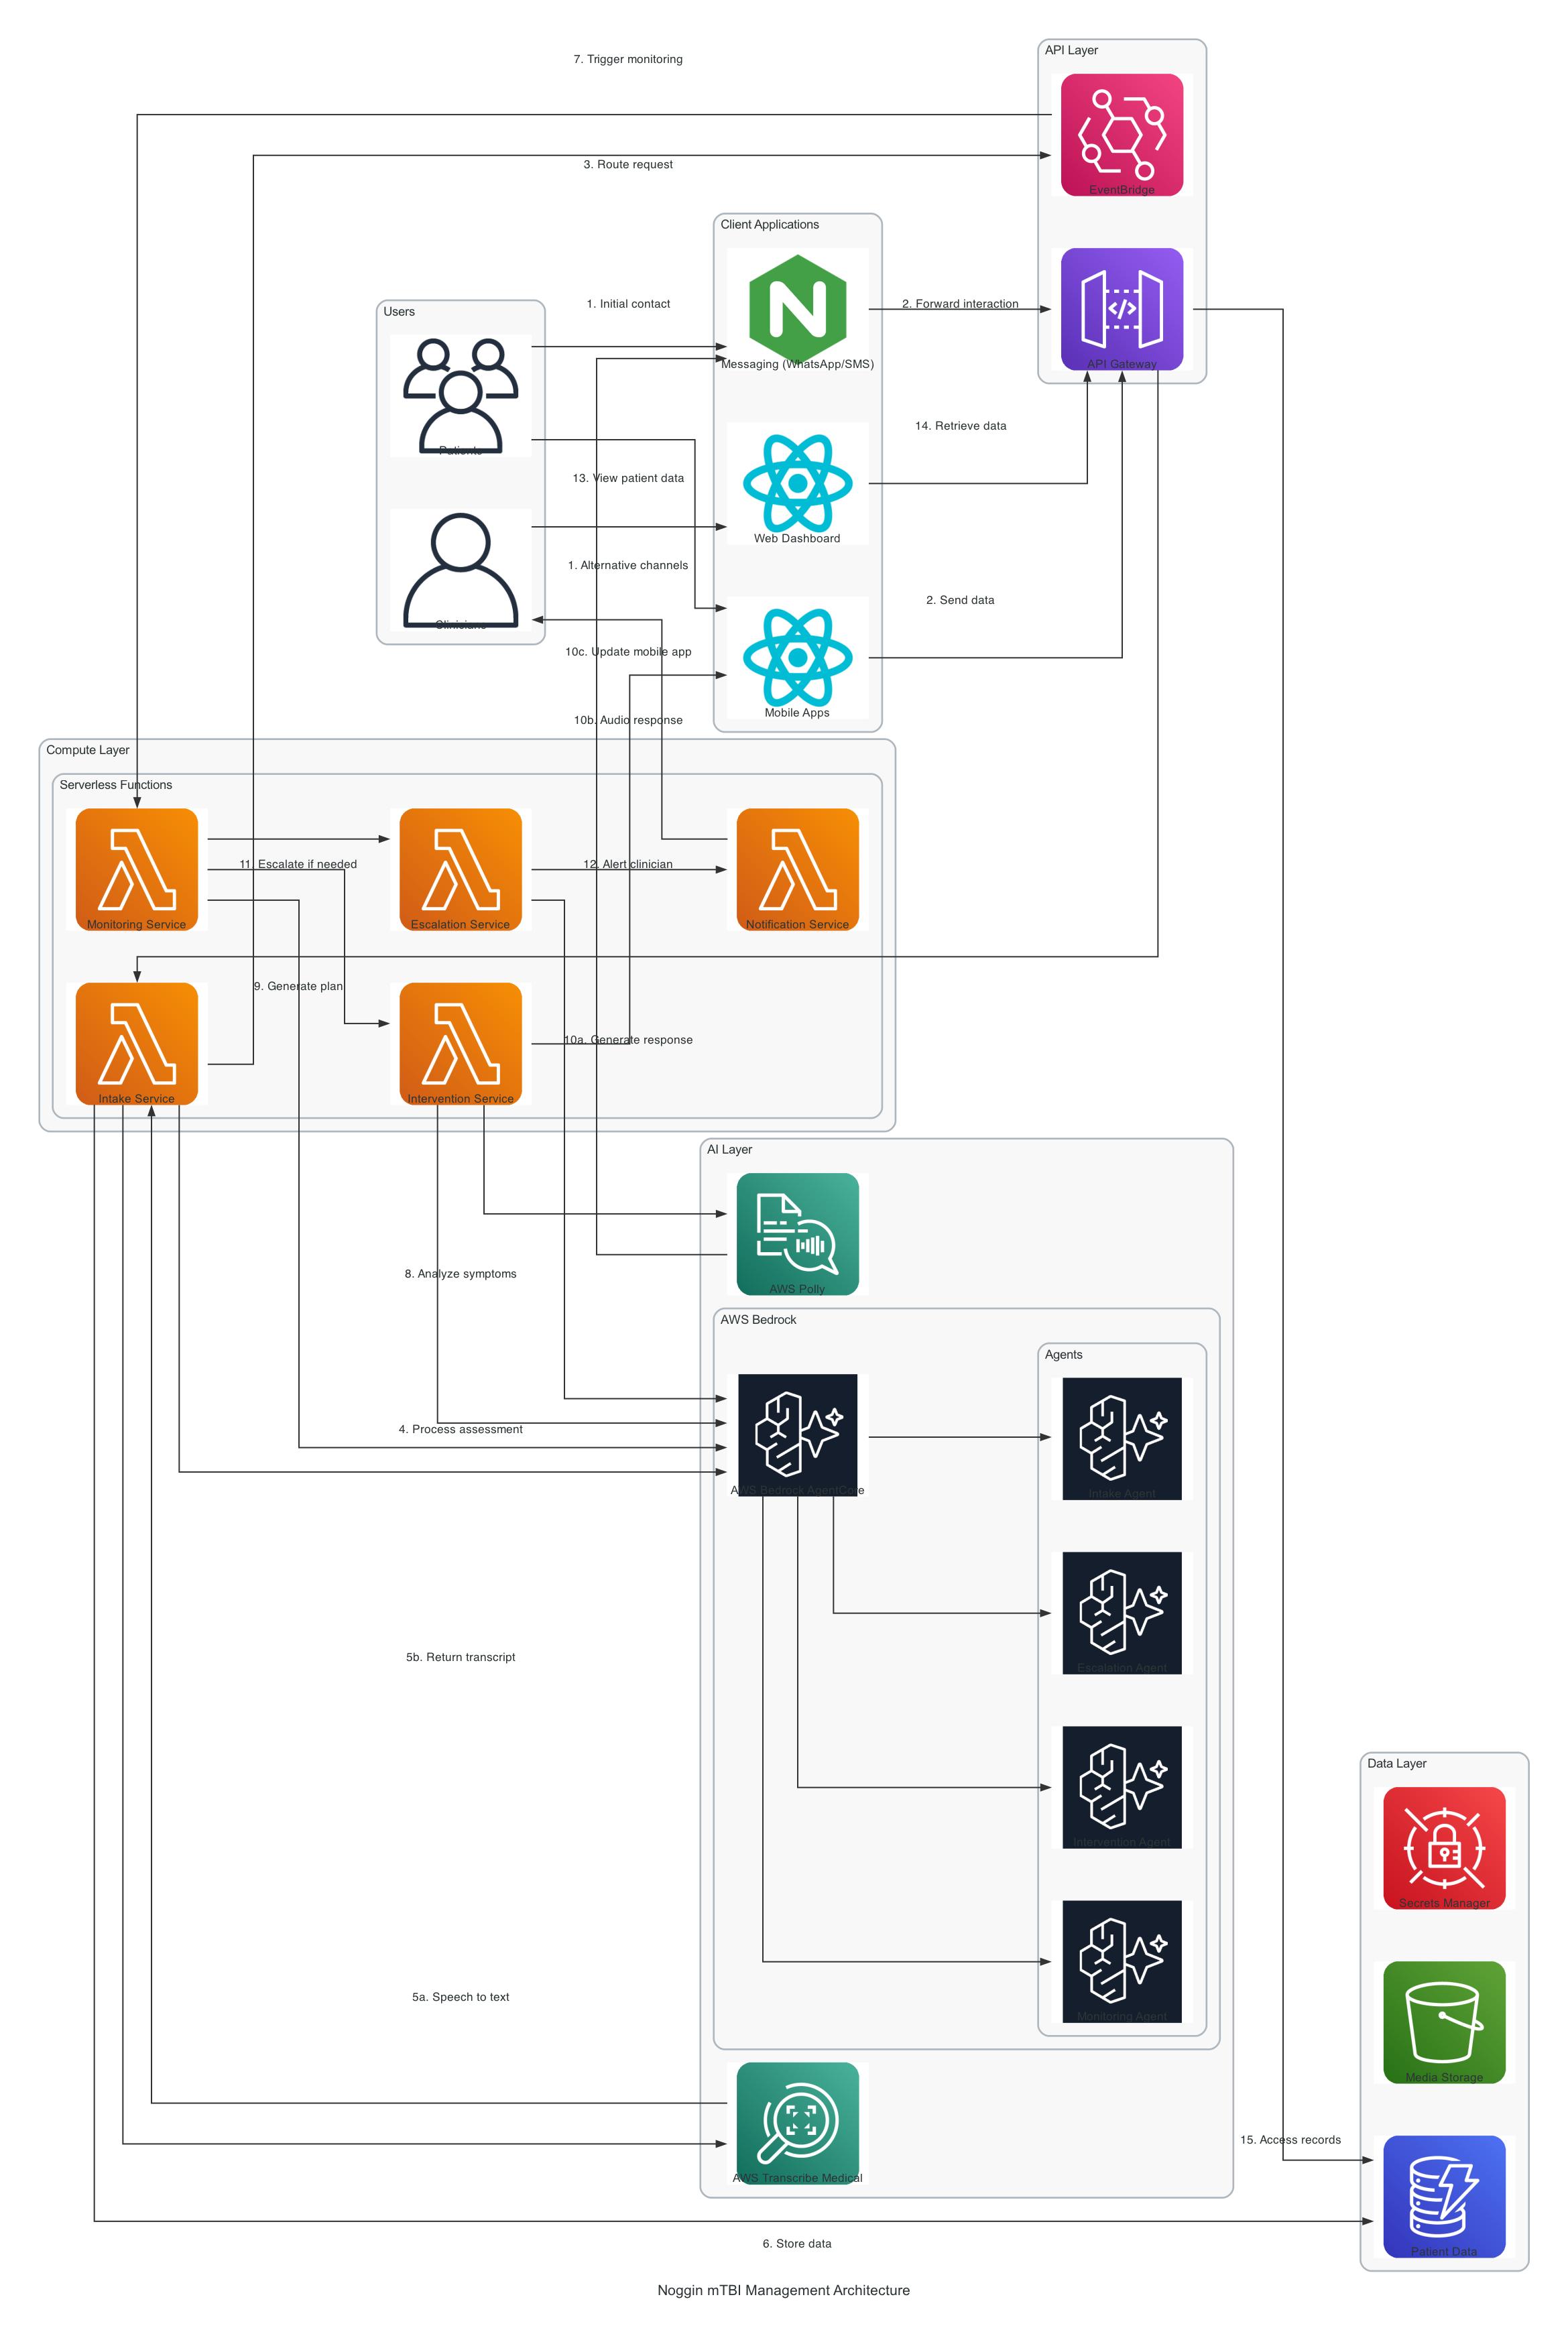 API Layer
7. Trigger monitoring
3. Route request
EventBridge
Client Applications
1. Initial contact
2. Forward interaction
Users
Messaging (WhatsApp/SMS)
API Gateway
14. Retrieve data
Patients
13. View patient data
Web Dashboard
1. Alternative channels
2. Send data
Clinicians
10c. Update mobile app
Mobile Apps
10b. Audio response
Compute Layer
Serverless Functions
11. Escalate if needed
12. Alert clinician
Monitoring Service
Escalation Service
Notification Service
9. Generate plan
10a. Generate response
Intake Service
Intervention Service
AI Layer
8. Analyze symptoms
AWS Polly
AWS Bedrock
Agents
4. Process assessment
AWS Bedrock AgentCore
Intake Agent
5b. Return transcript
Escalation Agent
Data Layer
Intervention Agent
Secrets Manager
5a. Speech to text
Monitoring Agent
Media Storage
15. Access records
AWS Transcribe Medical
6. Store data
Patient Data
Noggin mTBI Management Architecture